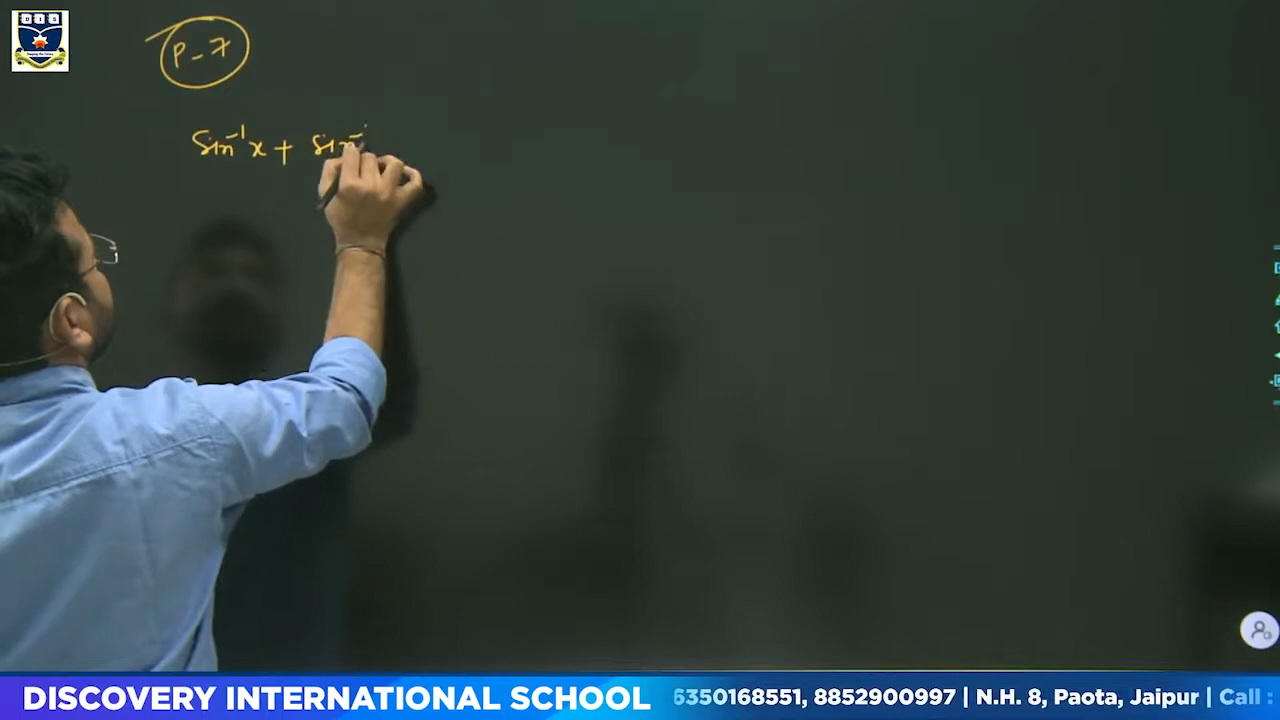 P-7
sin⁻¹x + sin⁻¹
DISCOVERY INTERNATIONAL SCHOOL
6350168551, 8852900997 | N.H. 8, Paota, Jaipur | Call :